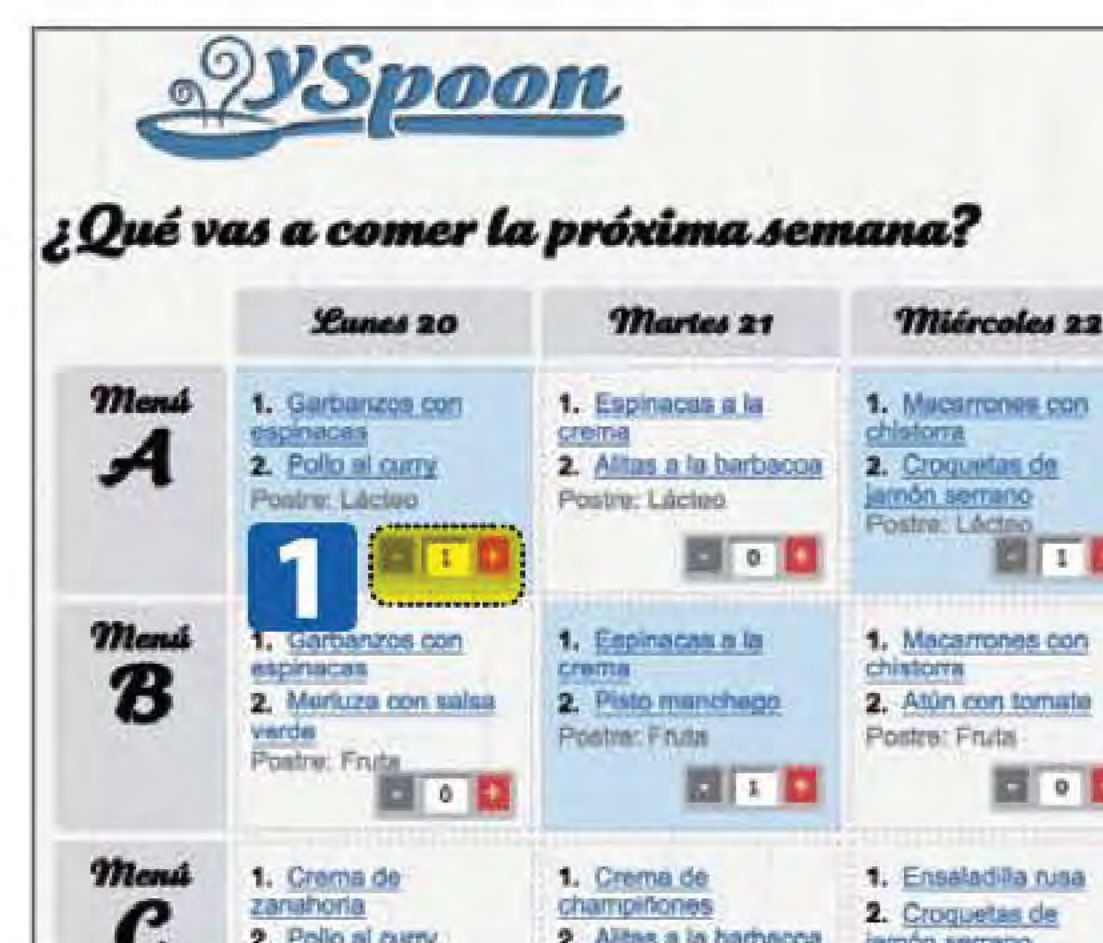 ySpoon
¿Qué vas a comer la próxima semana?
Lunes 20
Martes 21
Miércoles 22
Menú
A
1. Garbanzos con
espinacas
2. Pollo al curry
Postre: Lácteo
- 1 +
1
1. Espinacas a la
crema
2. Alitas a la barbacoa
Postre: Lácteo
- 0 +
1. Macarrones con
chistorra
2. Croquetas de
jamón serrano
Postre: Lácteo
- 1
Menú
B
1. Garbanzos con
espinacas
2. Merluza con salsa
verde
Postre: Fruta
- 0 +
1. Espinacas a la
crema
2. Pisto manchego
Postre: Fruta
- 1 +
1. Macarrones con
chistorra
2. Atún con tomate
Postre: Fruta
- 0
Menú
C
1. Crema de
zanahoria
2. Pollo al curry
1. Crema de
champiñones
2. Alitas a la barbacoa
1. Ensaladilla rusa
2. Croquetas de
jamón serrano